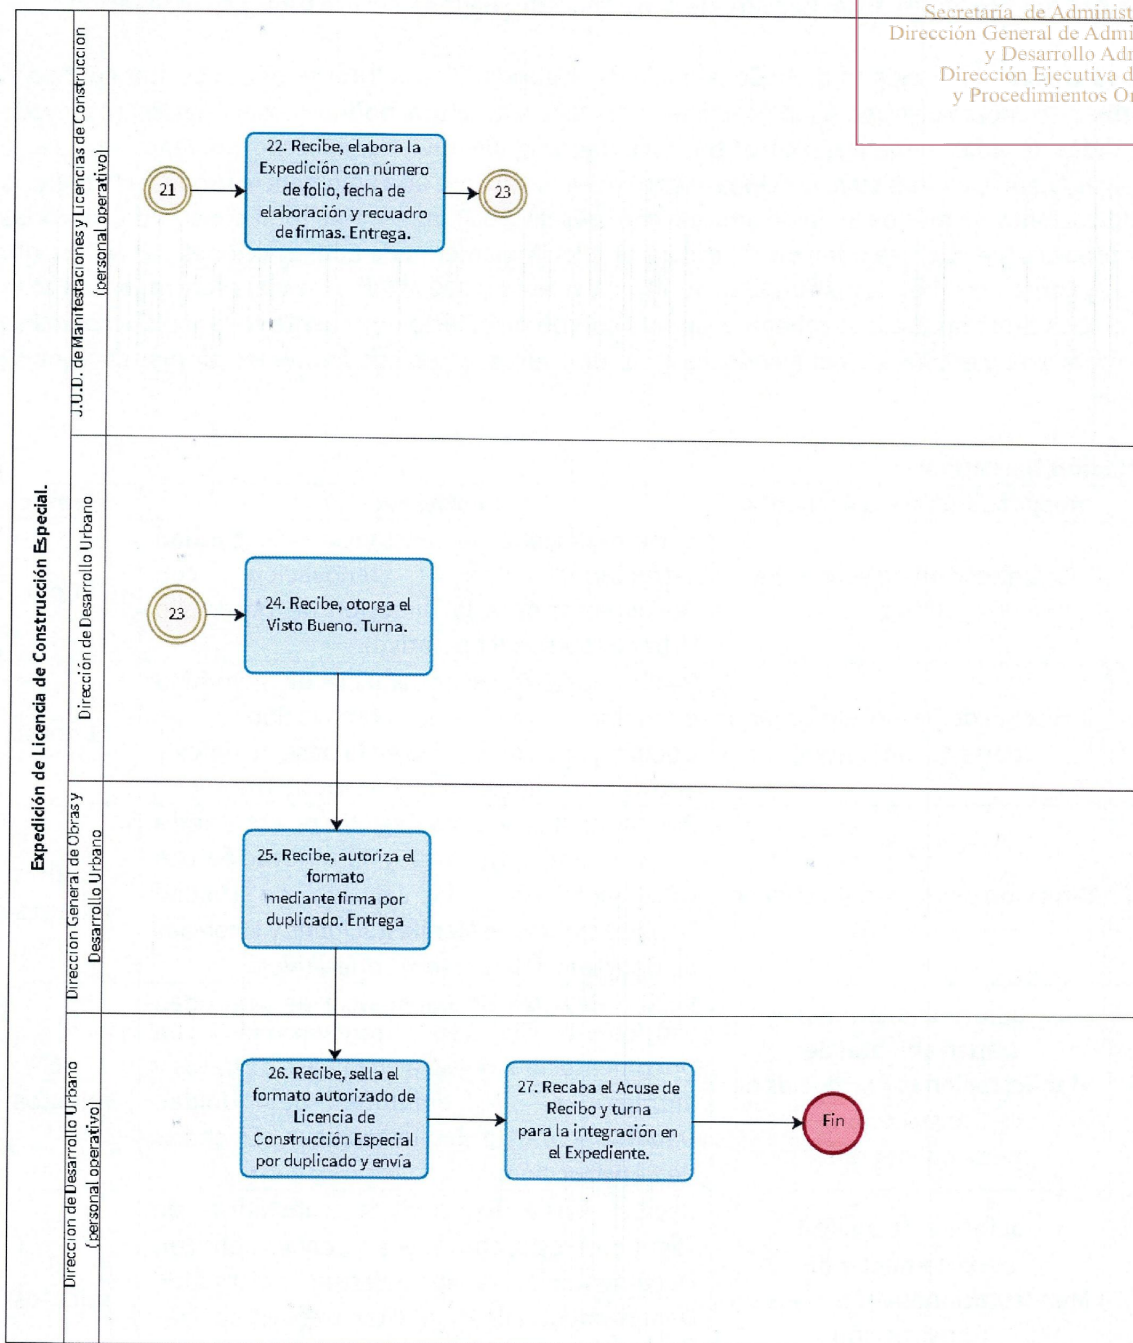 Secretaría de Administ
Dirección General de Admi
y Desarrollo Adr
Dirección Ejecutiva d
y Procedimientos Or
Expedición de Licencia de Construcción Especial.
J.U.D. de Manifestaciones y Licencias de Construcción
(personal operativo)
21
22. Recibe, elabora la
Expedición con número
de folio, fecha de
elaboración y recuadro
de firmas. Entrega.
23
Dirección de Desarrollo Urbano
23
24. Recibe, otorga el
Visto Bueno. Turna.
Dirección General de Obras y
Desarrollo Urbano
25. Recibe, autoriza el
formato
mediante firma por
duplicado. Entrega
Dirección de Desarrollo Urbano
(personal operativo)
26. Recibe, sella el
formato autorizado de
Licencia de
Construcción Especial
por duplicado y envía
27. Recaba el Acuse de
Recibo y turna
para la integración en
el Expediente.
Fin